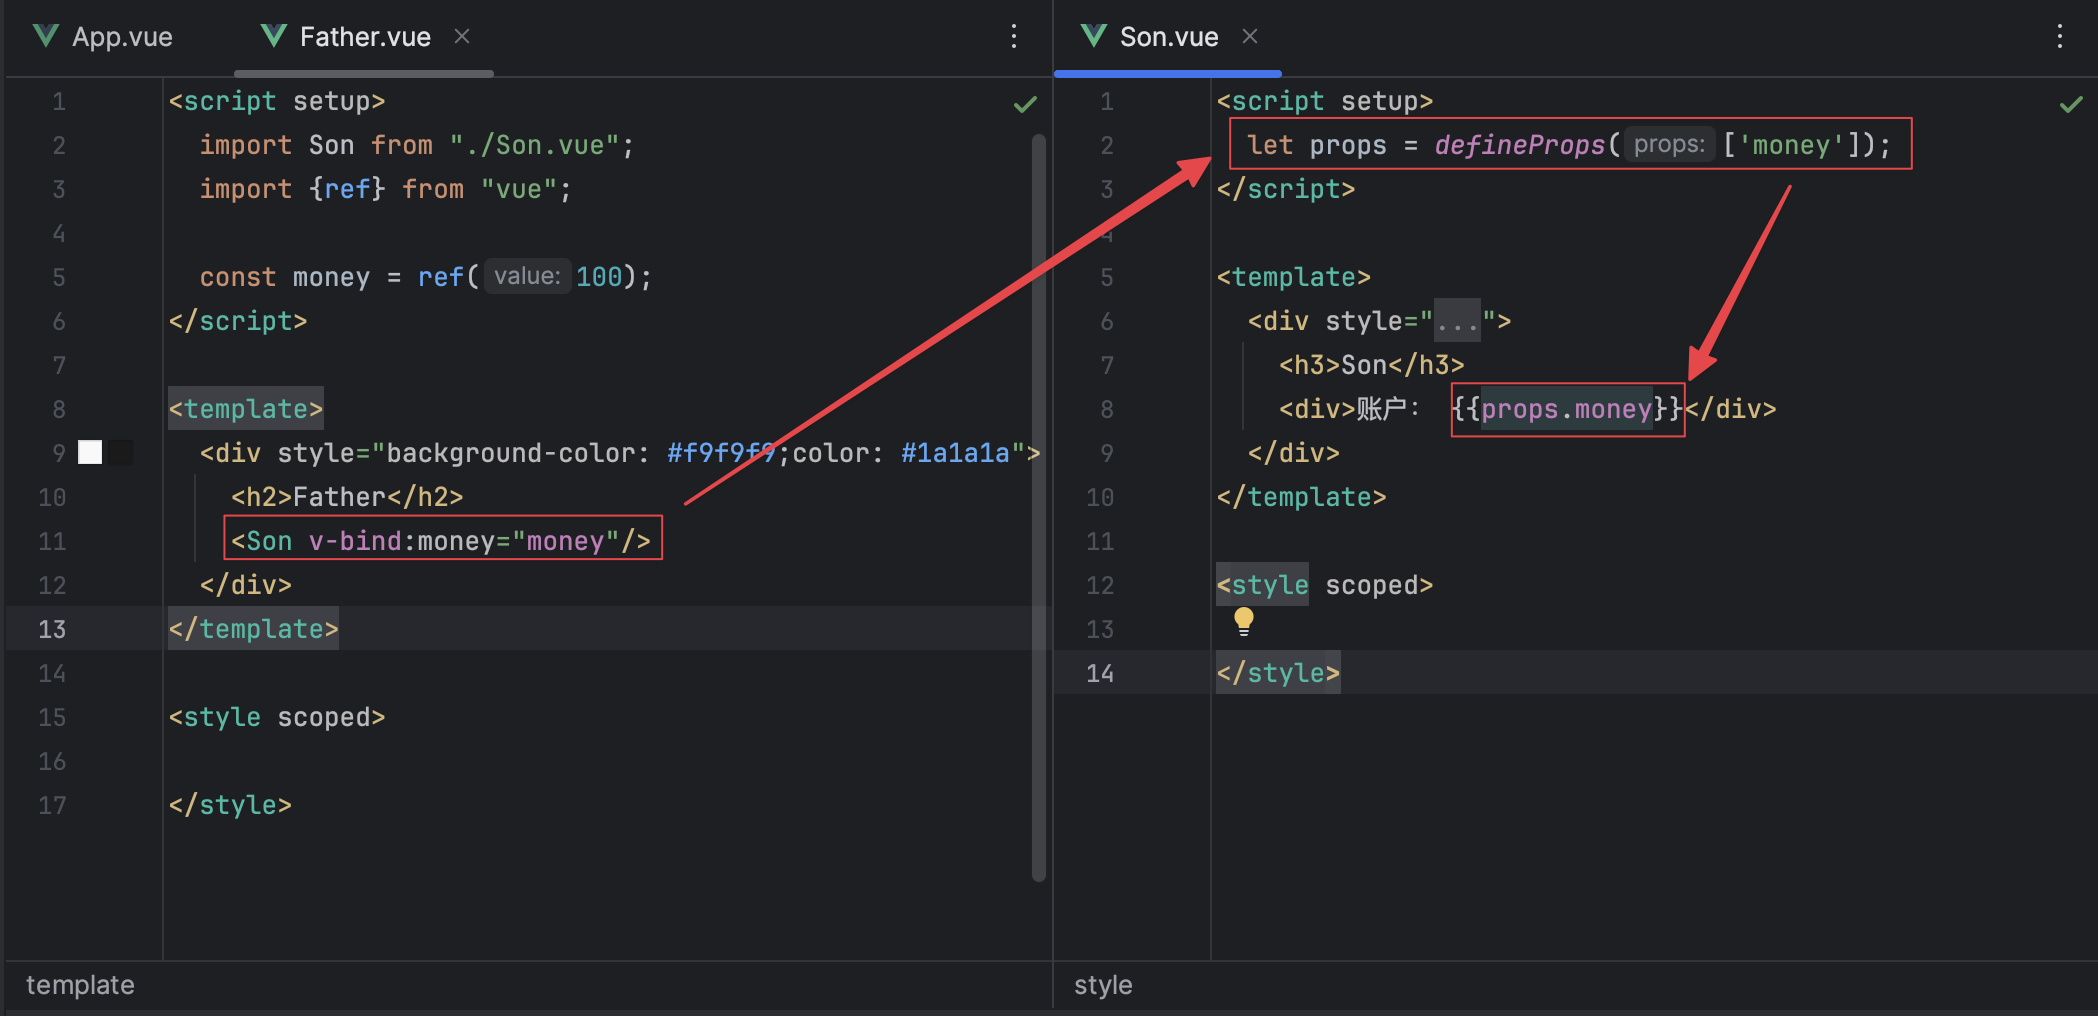 App.vue
Father.vue
1 <script setup>
2 import Son from "./Son.vue";
3 import {ref} from "vue";
4
5 const money = ref( value: 100);
6 </script>
7
8 <template>
9 <div style="background-color: #f9f9f9;color: #1a1a1a">
10 <h2>Father</h2>
11 <Son v-bind:money="money"/>
12 </div>
13 </template>
14
15 <style scoped>
16
17 </style>
template
Son.vue
1 <script setup>
2 let props = defineProps( props: ['money']);
3 </script>
4
5 <template>
6 <div style="...">
7 <h3>Son</h3>
8 <div>账户： {{props.money}}</div>
9 </div>
10 </template>
11
12 <style scoped>
13
14 </style>
style